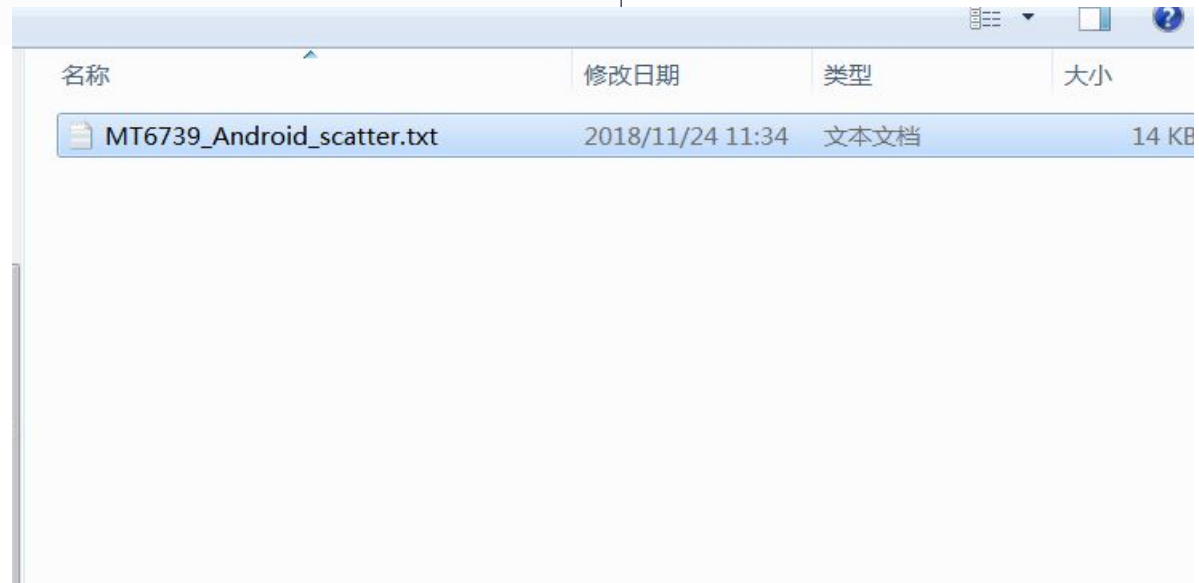 名称 修改日期 类型 大小
MT6739_Android_scatter.txt 2018/11/24 11:34 文本文档 14 KB